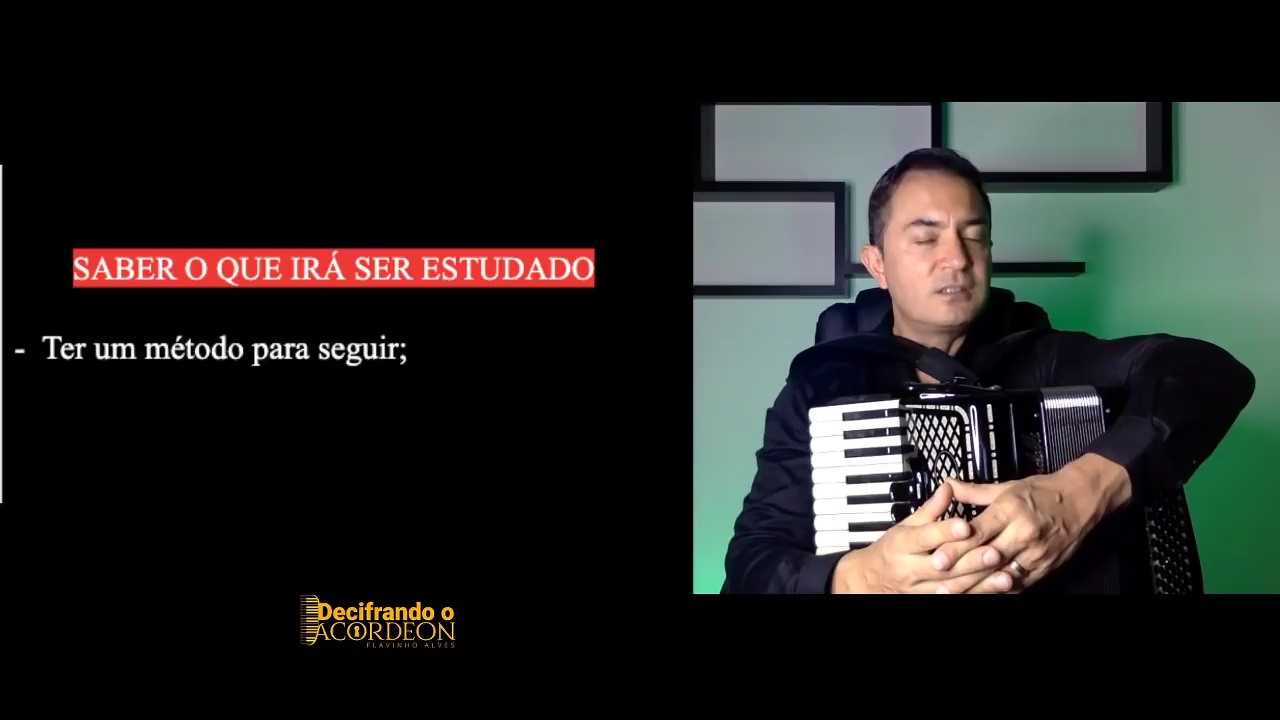 SABER O QUE IRÁ SER ESTUDADO
- Ter um método para seguir;
Decifrando o
ACORDEON
FLAVINHO ALVES